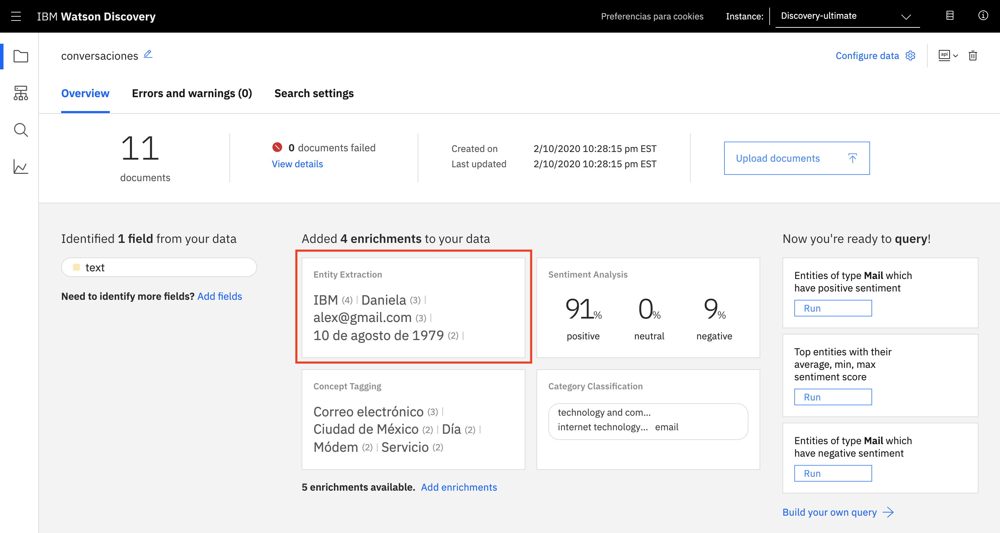 IBM Watson Discovery
Preferencias para cookies
Instance:
Discovery-ultimate
conversaciones
Configure data
api
Overview
Errors and warnings (0)
Search settings
11
documents
0 documents failed
View details
Created on 2/10/2020 10:28:15 pm EST
Last updated 2/10/2020 10:28:15 pm EST
Upload documents
Identified 1 field from your data
text
Need to identify more fields? Add fields
Added 4 enrichments to your data
Entity Extraction
IBM (4) | Daniela (3) |
alex@gmail.com (3) |
10 de agosto de 1979 (2) |
Sentiment Analysis
91% 0% 9%
positive neutral negative
Concept Tagging
Correo electrónico (3) |
Ciudad de México (2) | Día (2) |
Módem (2) | Servicio (2)
Category Classification
technology and com...
internet technology... email
5 enrichments available. Add enrichments
Now you're ready to query!
Entities of type Mail which
have positive sentiment
Run
Top entities with their
average, min, max
sentiment score
Run
Entities of type Mail which
have negative sentiment
Run
Build your own query